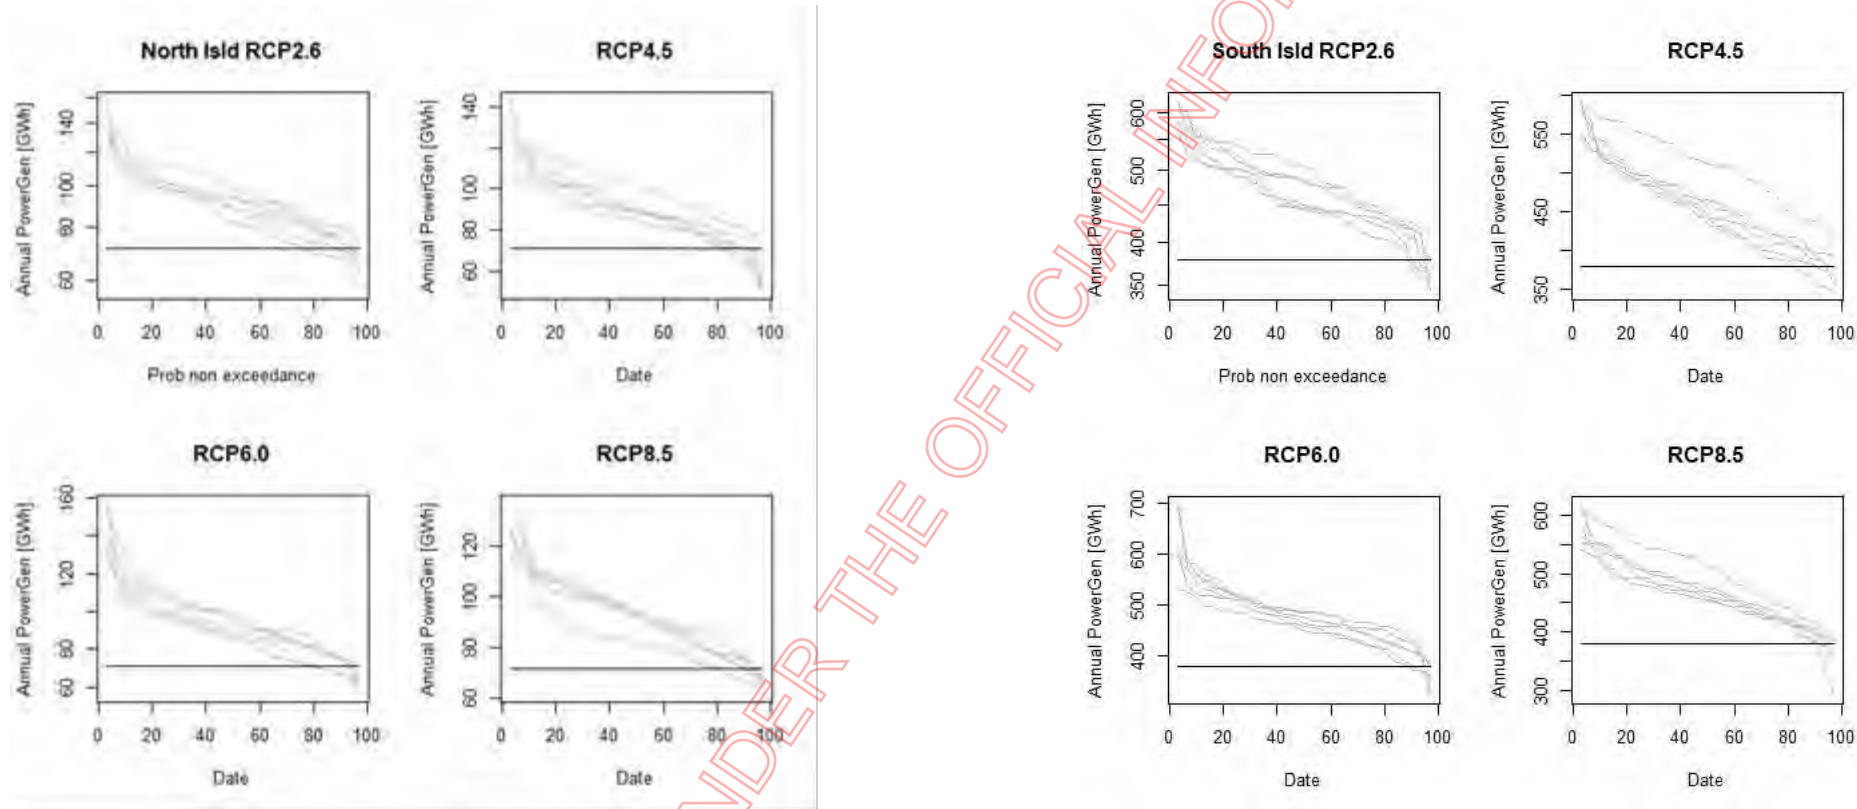 North Isld RCP2.6
Annual PowerGen [GWh]
140
100
80
60
0 20 40 60 80 100
Prob non exceedance
RCP4.5
Annual PowerGen [GWh]
140
100
80
60
0 20 40 60 80 100
Date
RCP6.0
Annual PowerGen [GWh]
160
120
80
60
0 20 40 60 80 100
Date
RCP8.5
Annual PowerGen [GWh]
120
100
80
60
0 20 40 60 80 100
Date
South Isld RCP2.6
Annual PowerGen [GWh]
600
500
400
350
0 20 40 60 80 100
Prob non exceedance
RCP4.5
Annual PowerGen [GWh]
550
450
350
0 20 40 60 80 100
Date
RCP6.0
Annual PowerGen [GWh]
700
600
500
400
0 20 40 60 80 100
Date
RCP8.5
Annual PowerGen [GWh]
600
500
400
300
0 20 40 60 80 100
Date
UNDER THE OFFICIAL INFO